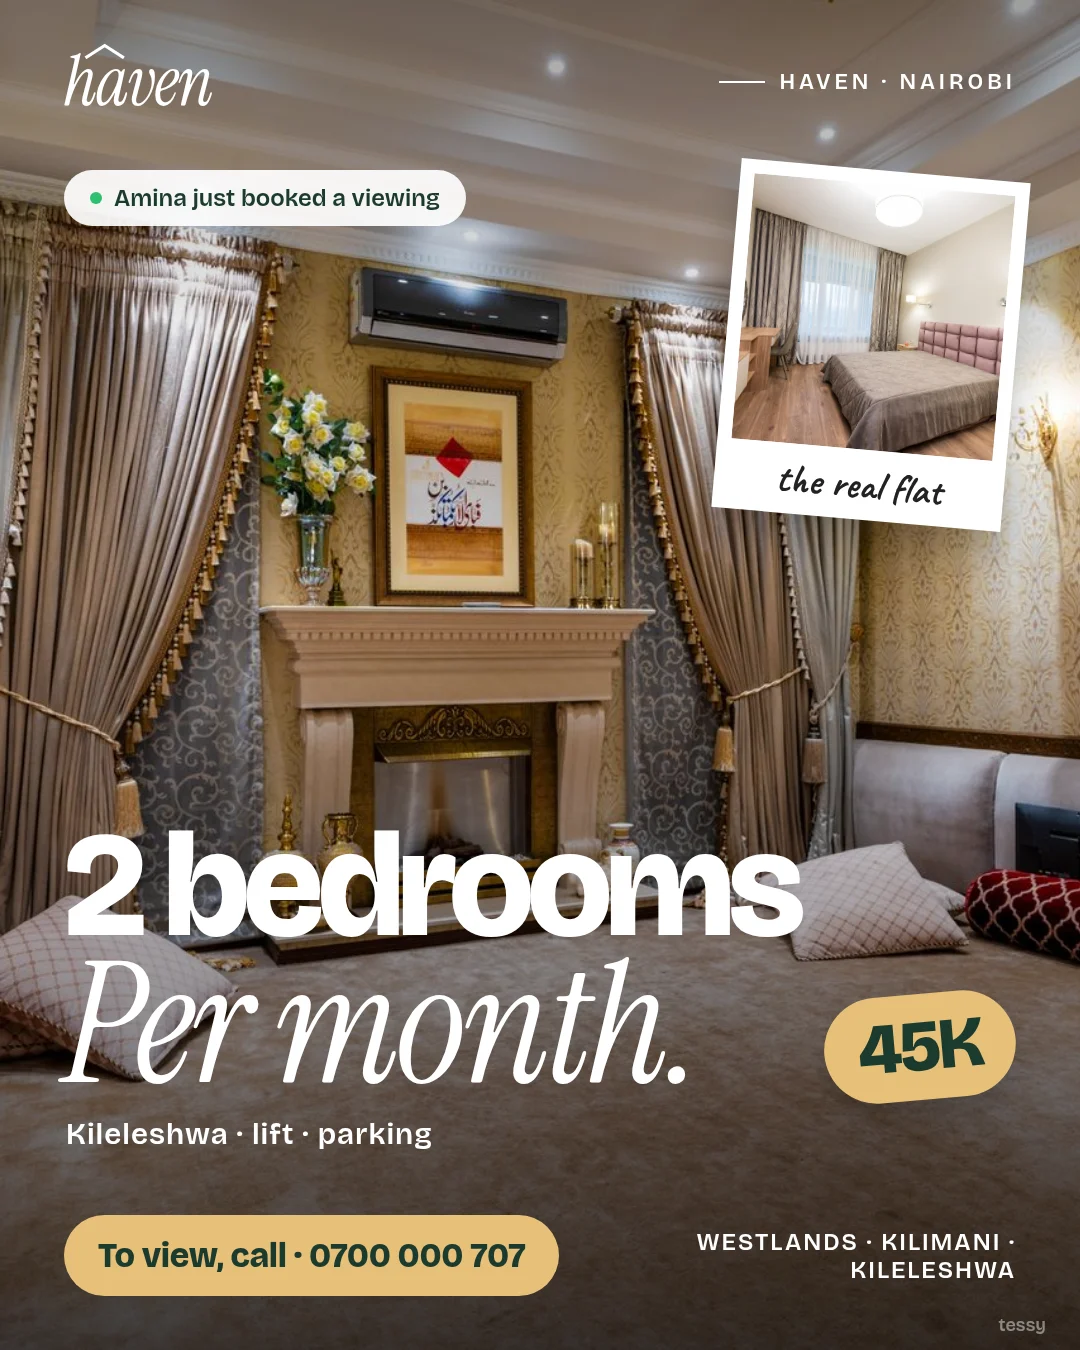 haven
HAVEN · NAIROBI
Amina just booked a viewing
the real flat
2 bedrooms
Per month.
45K
Kileleshwa · lift · parking
To view, call · 0700 000 707
WESTLANDS · KILIMANI ·
KILELESHWA
tessy